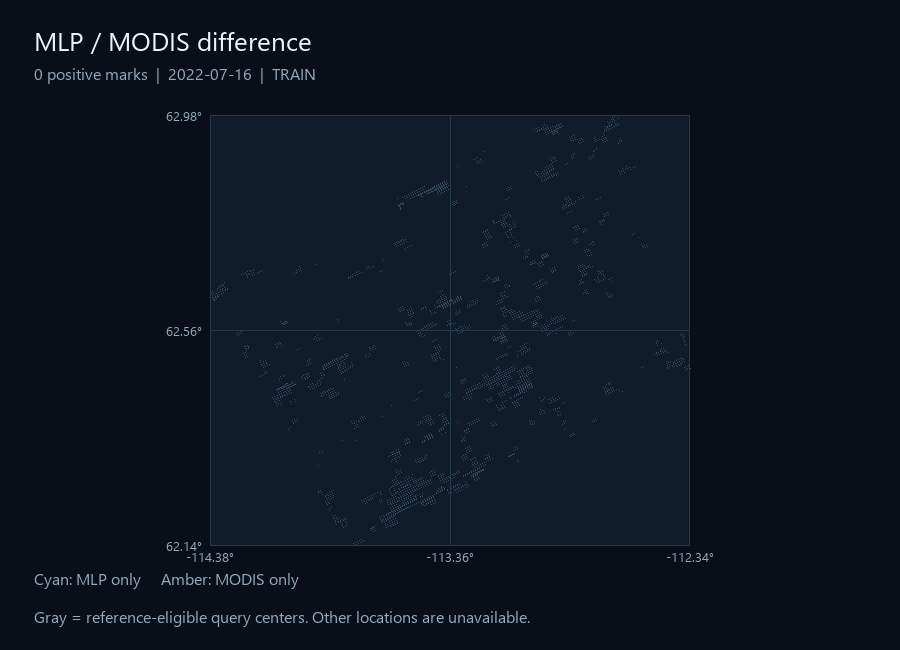 MLP / MODIS difference
0 positive marks | 2022-07-16 | TRAIN
62.98°
62.56°
62.14°
-114.38° -113.36° -112.34°
Cyan: MLP only Amber: MODIS only
Gray = reference-eligible query centers. Other locations are unavailable.